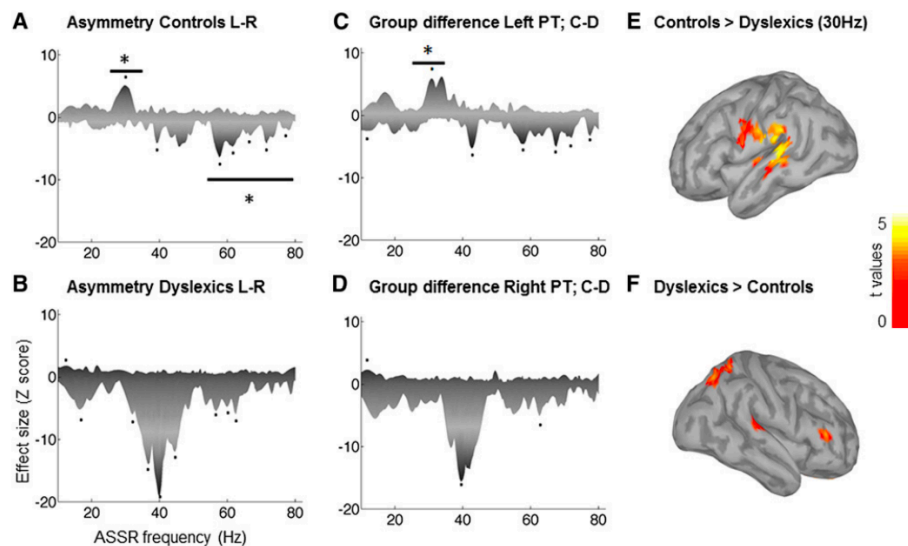 A Asymmetry Controls L-R
C Group difference Left PT; C-D
E Controls > Dyslexics (30Hz)
10
*
0
-10
*
-20
20 40 60 80
10
*
0
-10
-20
20 40 60 80
5
t values
0
B Asymmetry Dyslexics L-R
D Group difference Right PT; C-D
F Dyslexics > Controls
Effect size (Z score)
10
0
-10
-20
20 40 60 80
ASSR frequency (Hz)
10
0
-10
-20
20 40 60 80